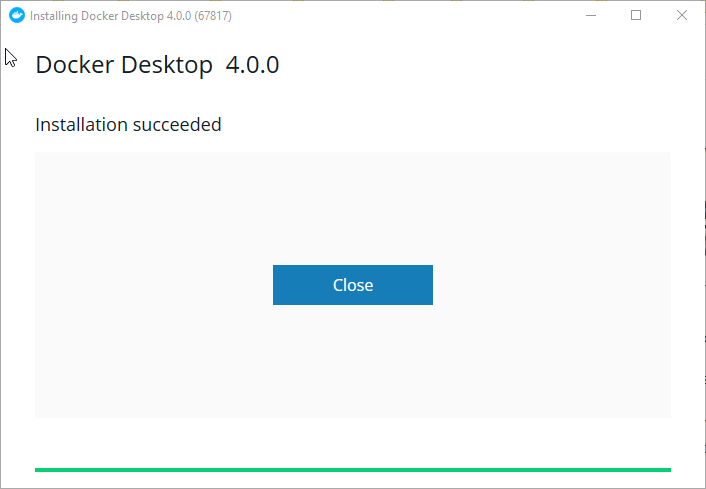 Installing Docker Desktop 4.0.0 (67817)
Docker Desktop 4.0.0
Installation succeeded
Close